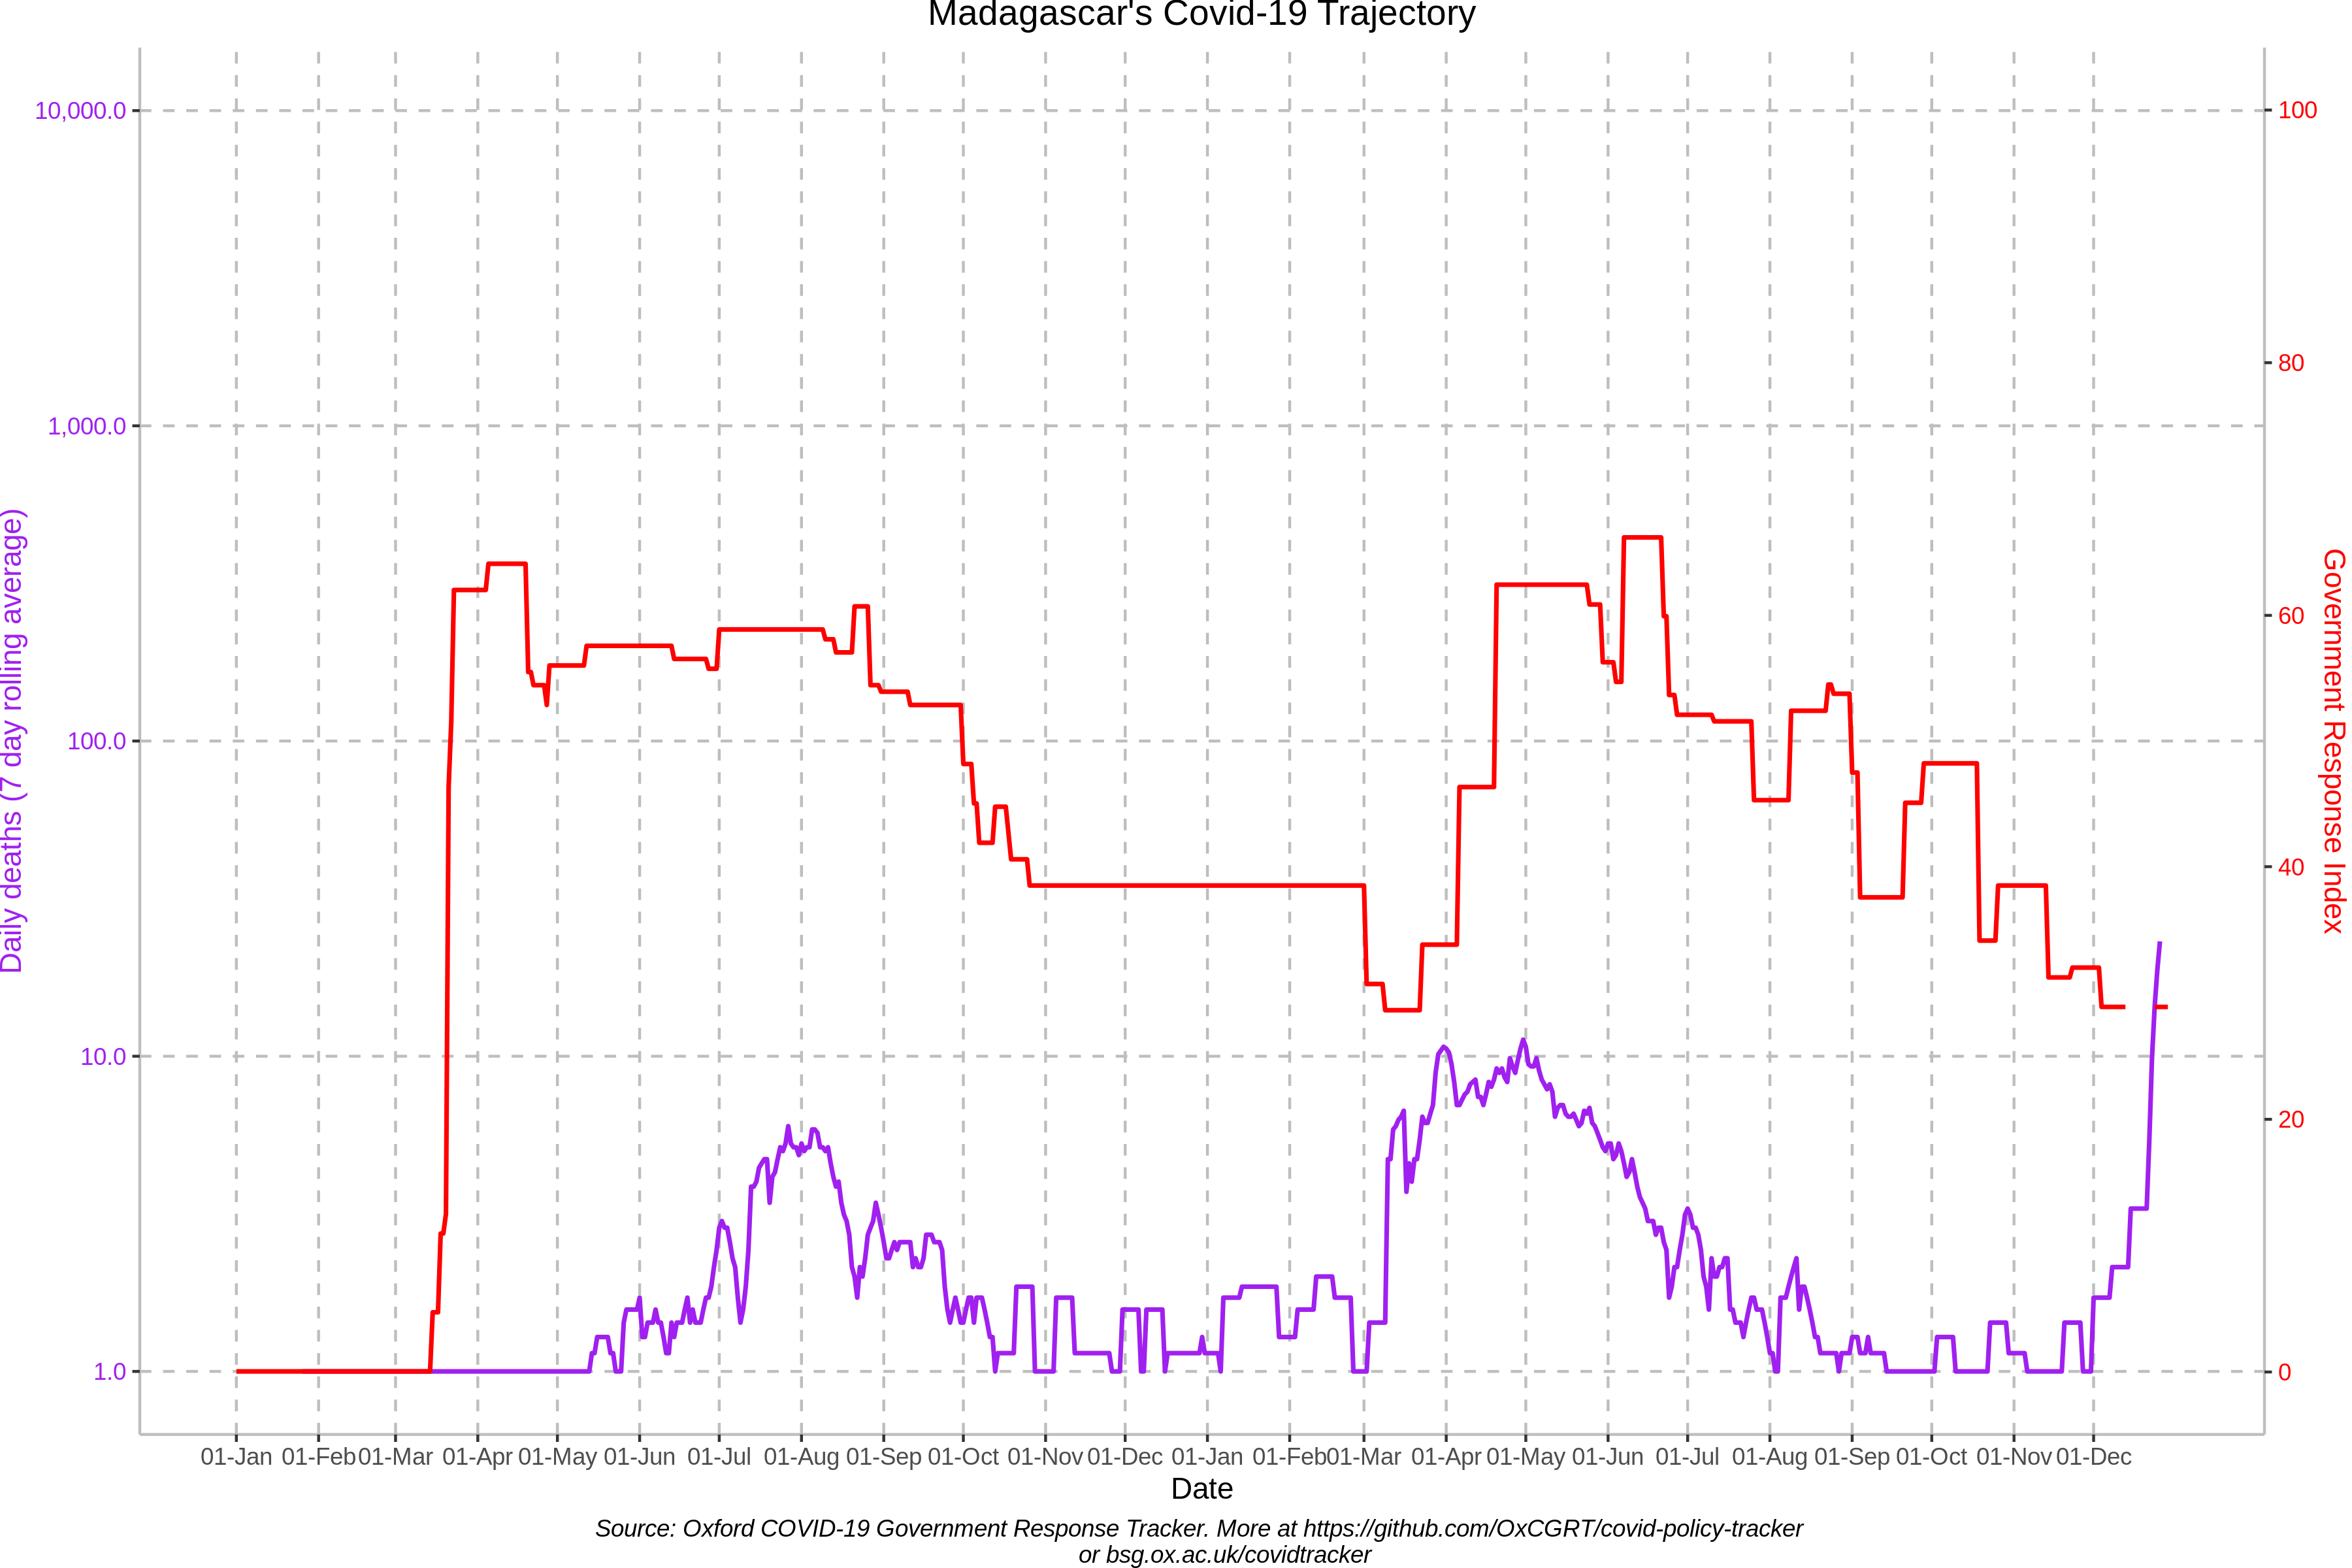 Madagascar's Covid-19 Trajectory
10,000.0
1,000.0
100.0
10.0
1.0
Daily deaths (7 day rolling average)
100
80
60
40
20
0
Government Response Index
01-Jan 01-Feb 01-Mar 01-Apr 01-May 01-Jun 01-Jul 01-Aug 01-Sep 01-Oct 01-Nov 01-Dec 01-Jan 01-Feb 01-Mar 01-Apr 01-May 01-Jun 01-Jul 01-Aug 01-Sep 01-Oct 01-Nov 01-Dec
Date
Source: Oxford COVID-19 Government Response Tracker. More at https://github.com/OxCGRT/covid-policy-tracker
or bsg.ox.ac.uk/covidtracker